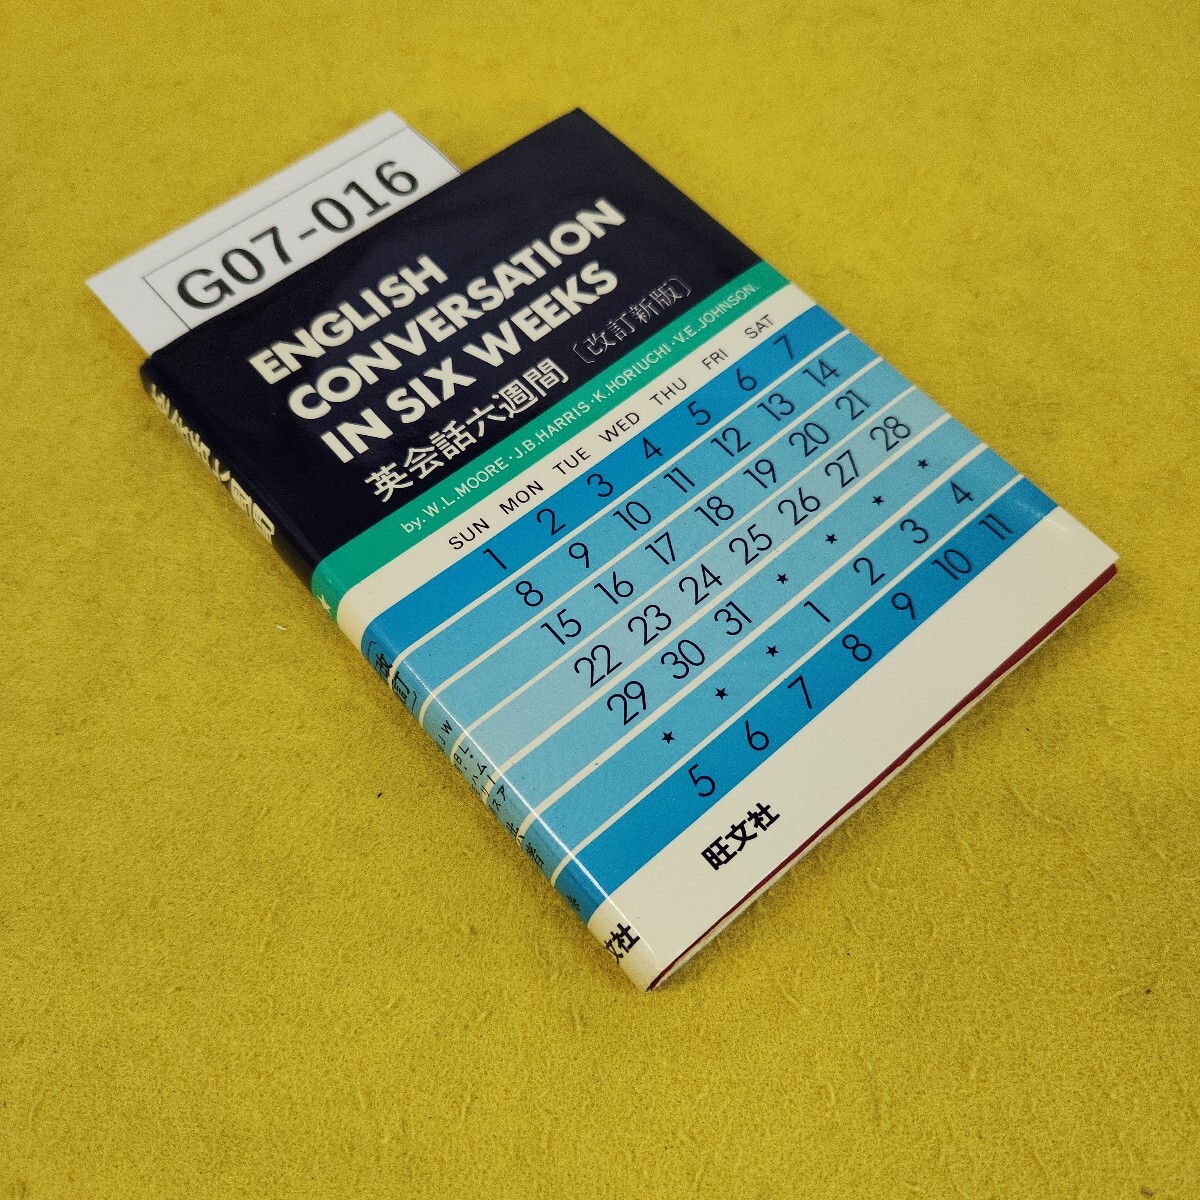 G07-016
ENGLISH
CONVERSATION
IN SIX WEEKS
英会話六週間 〔改訂新版〕
by. W.L.MOORE・J.B.HARRIS・K.HORIUCHI・V.E.JOHNSON.
SUN MON TUE WED THU FRI SAT
1 2 3 4 5 6 7
8 9 10 11 12 13 14
15 16 17 18 19 20 21
22 23 24 25 26 27 28
29 30 31 ★ ★ ★ ★
★ ★ ★ 1 2 3 4
5 6 7 8 9 10 11
旺文社
文社